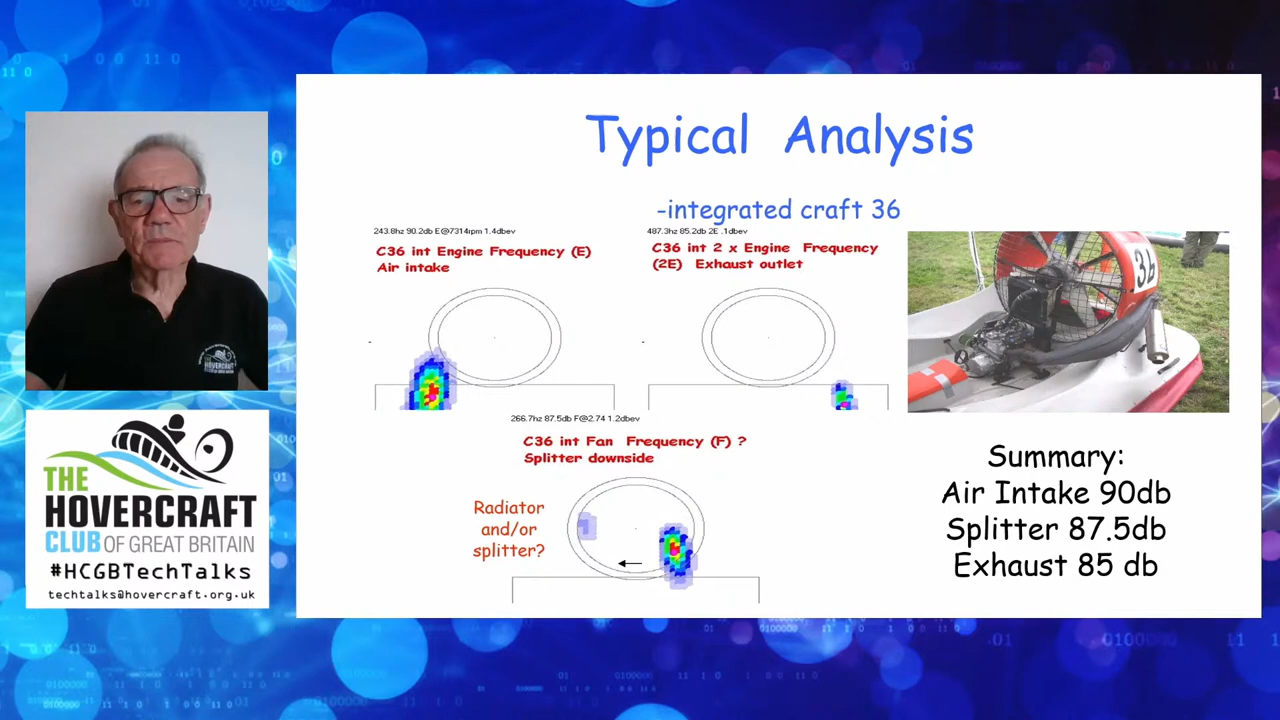 Typical Analysis
-integrated craft 36
243.8hz 90.2db E@7314rpm 1.4dbev
C36 int Engine Frequency (E)
Air intake
487.3hz 85.2db 2E .1dbev
C36 int 2 x Engine Frequency
(2E) Exhaust outlet
36
266.7hz 87.5db F@2.74 1.2dbev
C36 int Fan Frequency (F) ?
Splitter downside
Radiator
and/or
splitter?
Summary:
Air Intake 90db
Splitter 87.5db
Exhaust 85 db
THE
HOVERCRAFT
CLUB OF GREAT BRITAIN
#HCGBTechTalks
techtalks@hovercraft.org.uk